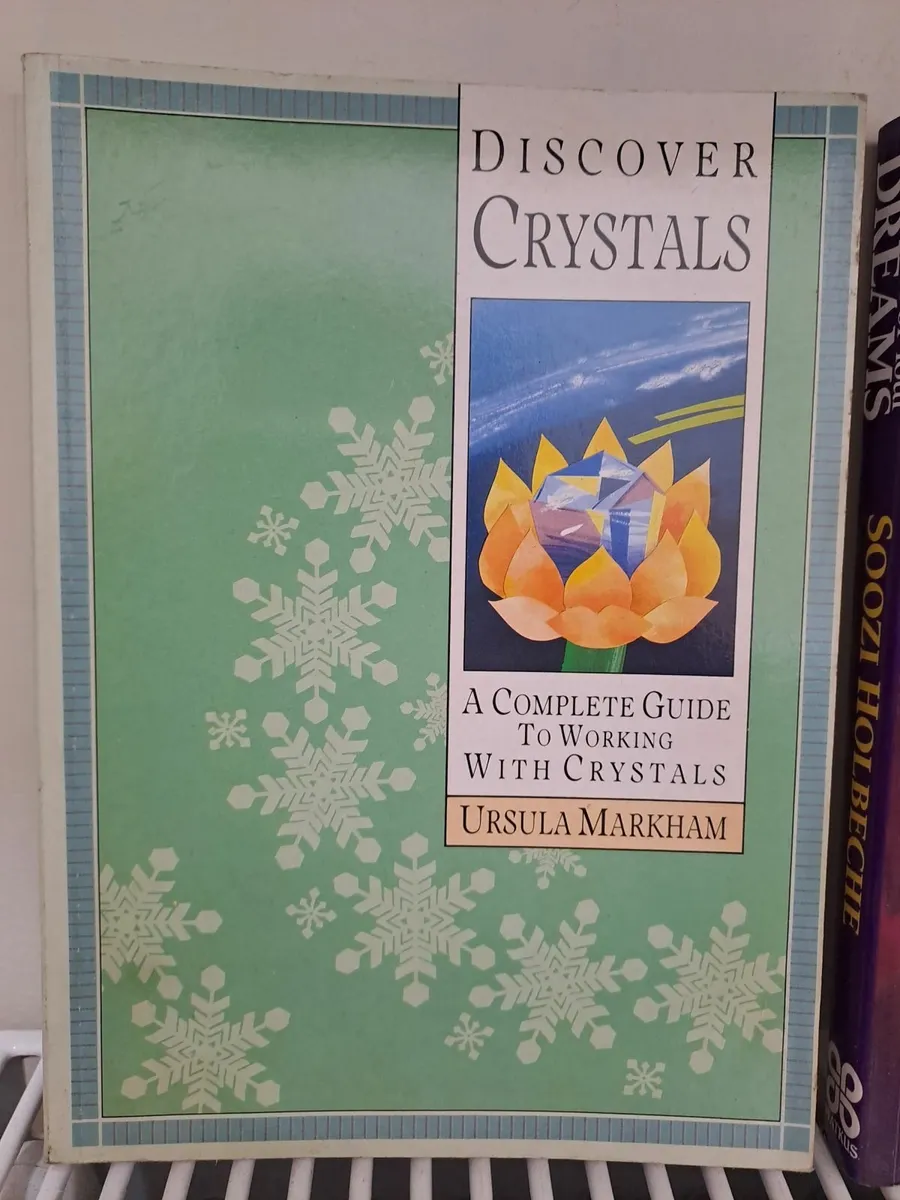 DISCOVER
CRYSTALS
A COMPLETE GUIDE
TO WORKING
WITH CRYSTALS
URSULA MARKHAM
DREAMS
SOOZI HOLBECHE